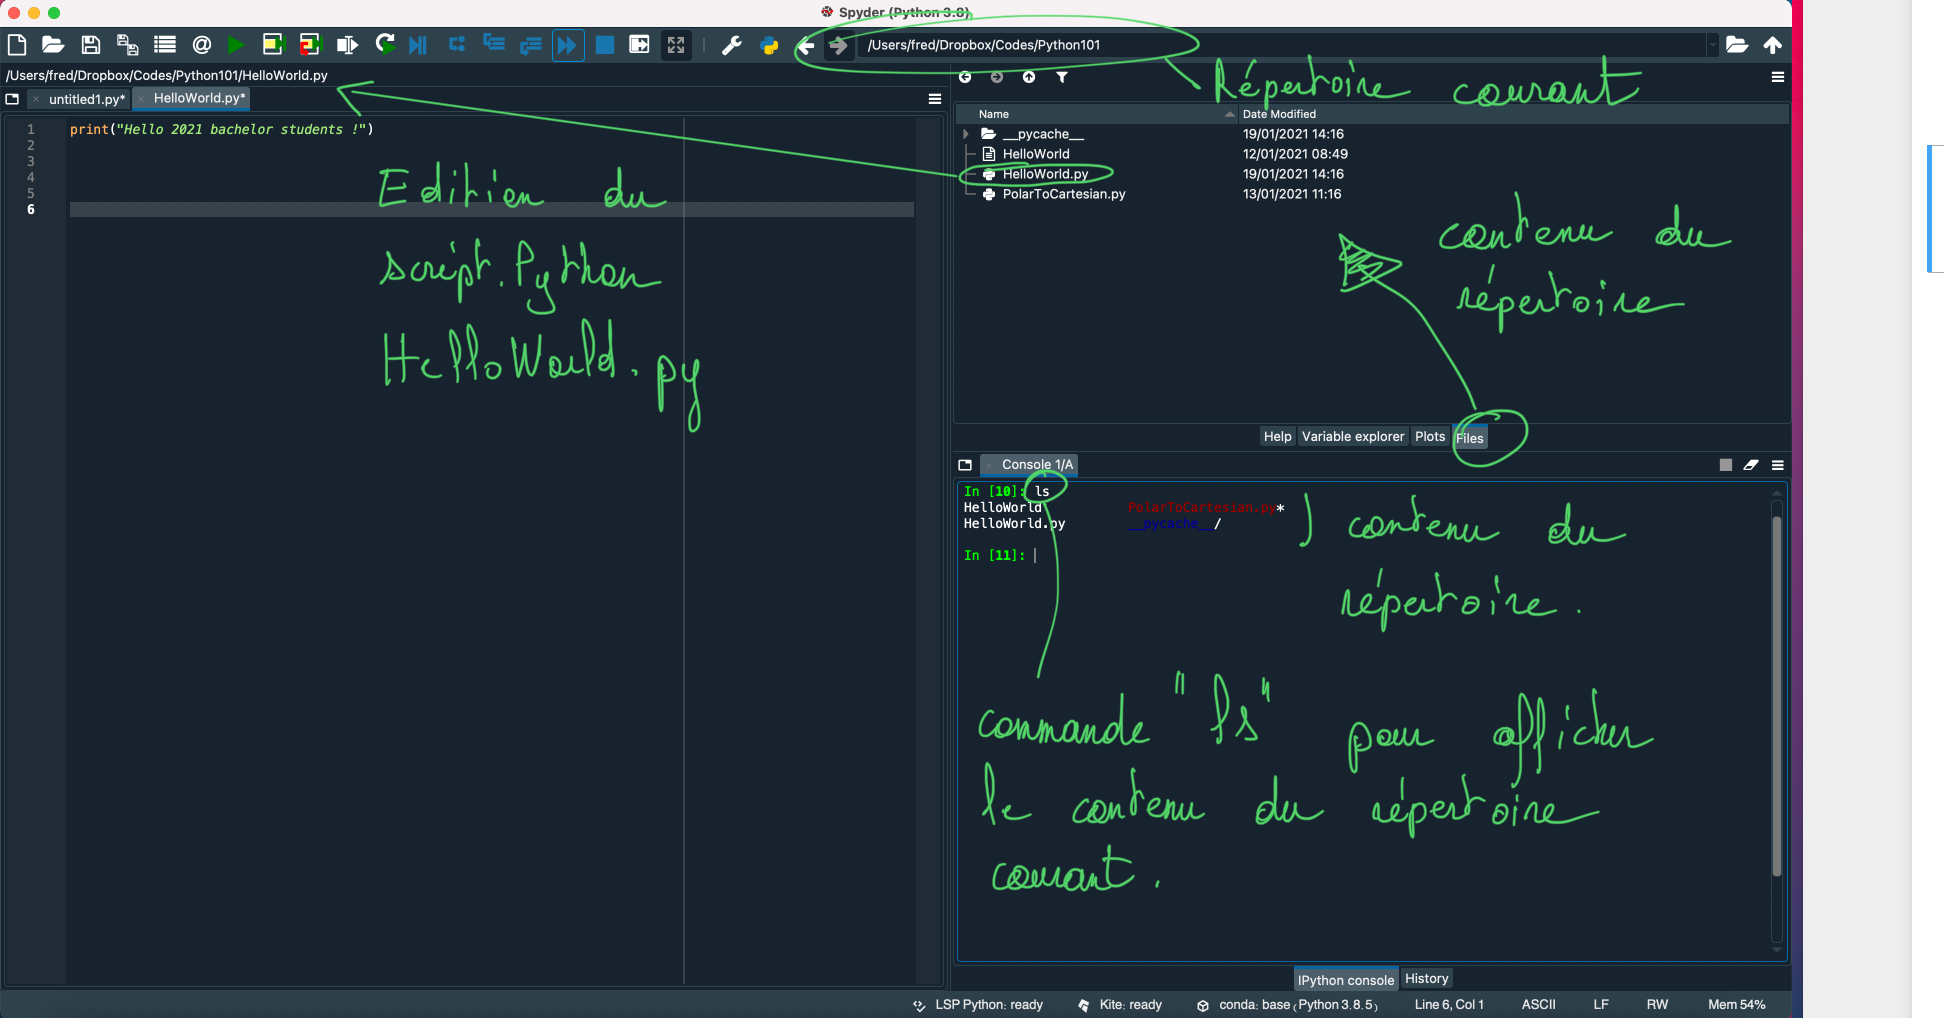 Spyder (Python 3.8)
/Users/fred/Dropbox/Codes/Python101
/Users/fred/Dropbox/Codes/Python101/HelloWorld.py
Répertoire courant
untitled1.py* HelloWorld.py*
Name Date Modified
1 print("Hello 2021 bachelor students !")
2
3
4
5
6
__pycache__ 19/01/2021 14:16
HelloWorld 12/01/2021 08:49
HelloWorld.py 19/01/2021 14:16
PolarToCartesian.py 13/01/2021 11:16
Edition du
script.Python
HelloWorld.py
contenu du
répertoire
Help Variable explorer Plots Files
Console 1/A
In [10]: ls
HelloWorld PolarToCartesian.py*
HelloWorld.py __pycache__/
In [11]:
contenu du
répertoire.
commande "ls" pour afficher
le contenu du répertoire
courant.
IPython console History
LSP Python: ready Kite: ready conda: base (Python 3.8.5) Line 6, Col 1 ASCII LF RW Mem 54%